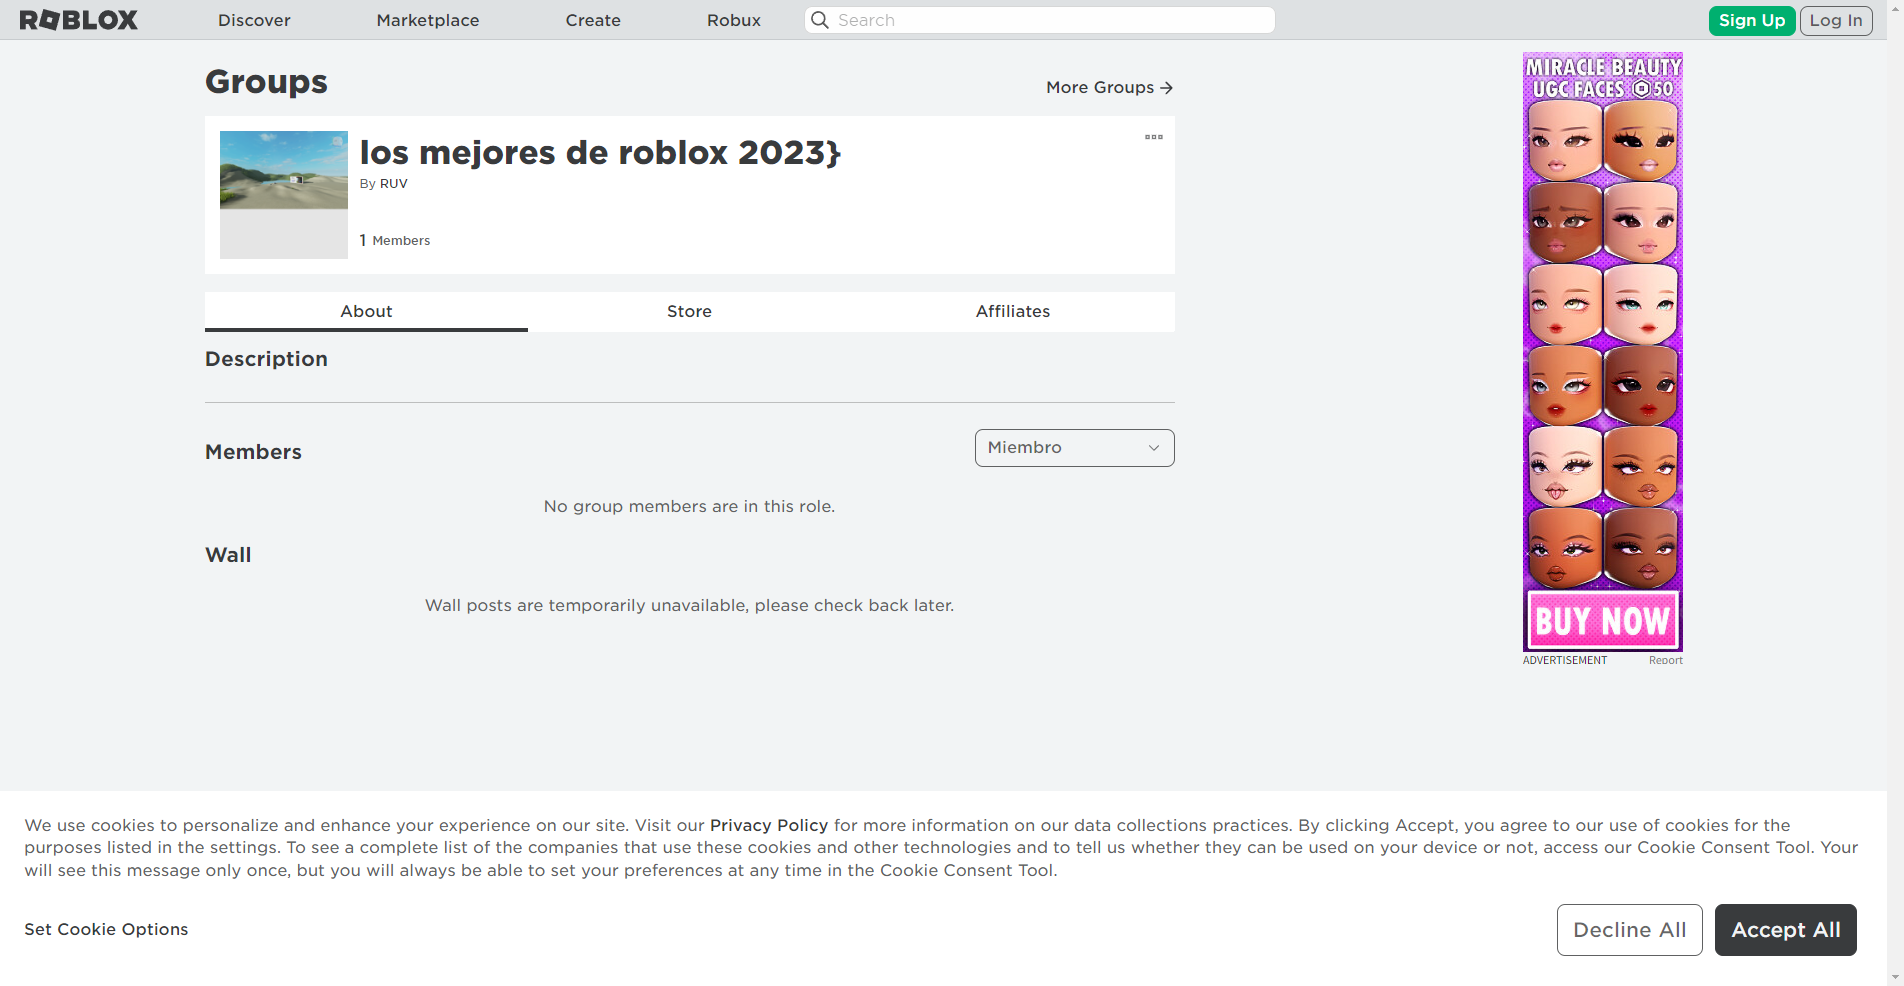 ROBLOX
Discover
Marketplace
Create
Robux
Search
Sign Up
Log In
Groups
More Groups →
los mejores de roblox 2023}
By RUV
1 Members
About
Store
Affiliates
Description
Members
Miembro
No group members are in this role.
Wall
Wall posts are temporarily unavailable, please check back later.
MIRACLE BEAUTY
UGC FACES 50
BUY NOW
ADVERTISEMENT
Report
We use cookies to personalize and enhance your experience on our site. Visit our Privacy Policy for more information on our data collections practices. By clicking Accept, you agree to our use of cookies for the
purposes listed in the settings. To see a complete list of the companies that use these cookies and other technologies and to tell us whether they can be used on your device or not, access our Cookie Consent Tool. Your
will see this message only once, but you will always be able to set your preferences at any time in the Cookie Consent Tool.
Set Cookie Options
Decline All
Accept All